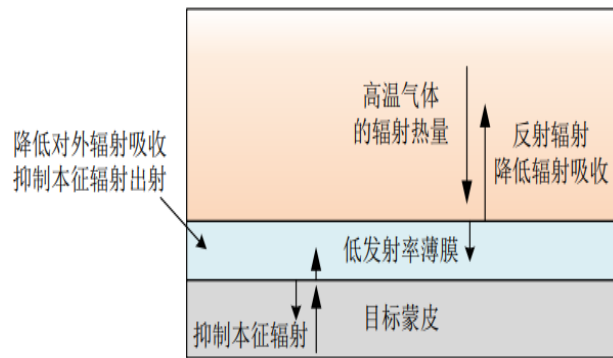 高温气体
的辐射热量
反射辐射
降低辐射吸收
降低对外辐射吸收
抑制本征辐射出射
低发射率薄膜
目标蒙皮
抑制本征辐射